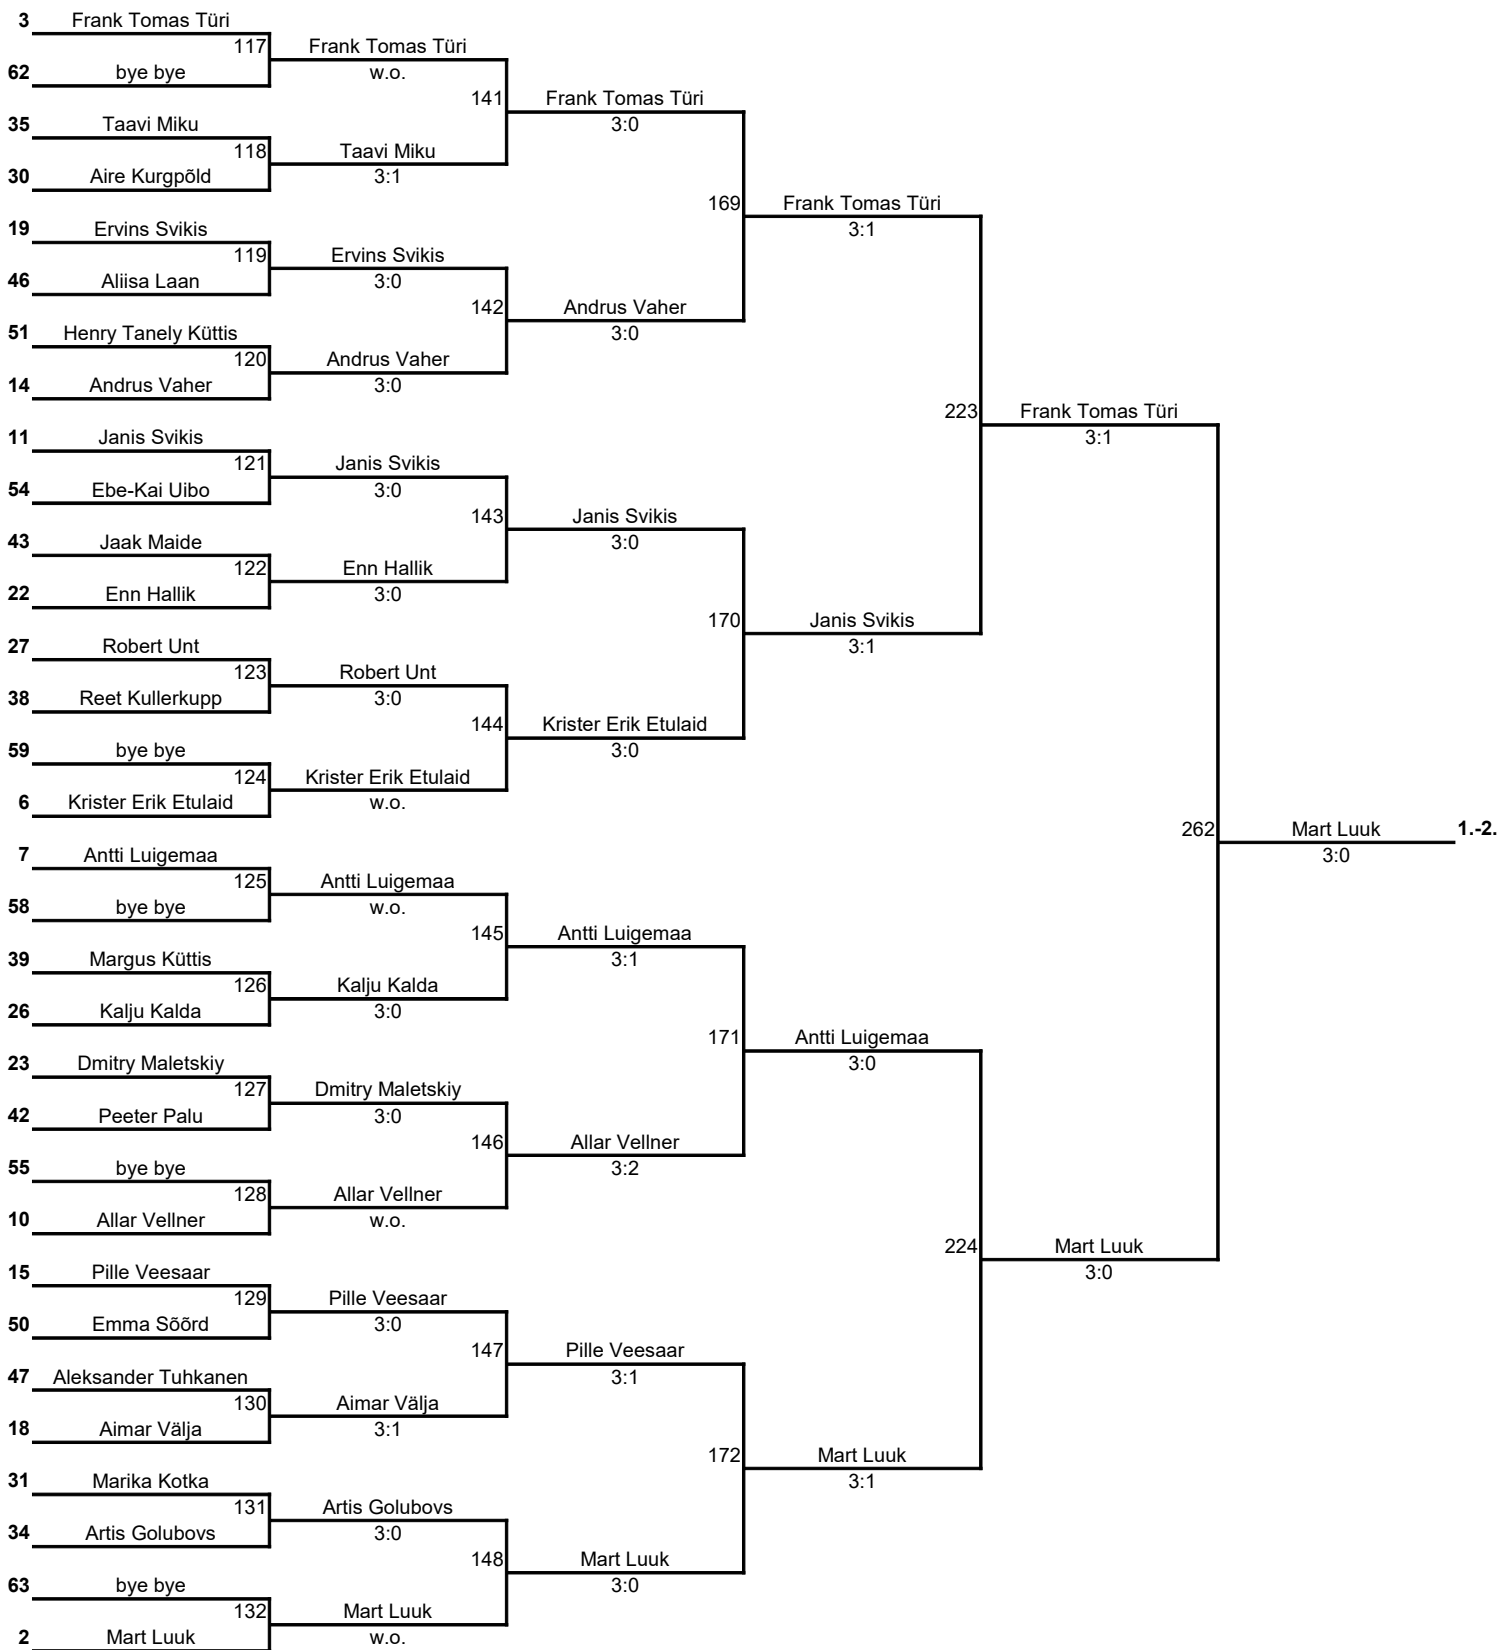 3 Frank Tomas Türi
117 Frank Tomas Türi
62 bye bye w.o.
141 Frank Tomas Türi
35 Taavi Miku 3:0
118 Taavi Miku
30 Aire Kurgpõld 3:1
169 Frank Tomas Türi
19 Ervins Svikis 3:1
119 Ervins Svikis
46 Aliisa Laan 3:0
142 Andrus Vaher
51 Henry Tanely Küttis 3:0
120 Andrus Vaher
14 Andrus Vaher 3:0
223 Frank Tomas Türi
11 Janis Svikis 3:1
121 Janis Svikis
54 Ebe-Kai Uibo 3:0
143 Janis Svikis
43 Jaak Maide 3:0
122 Enn Hallik
22 Enn Hallik 3:0
170 Janis Svikis
27 Robert Unt 3:1
123 Robert Unt
38 Reet Kullerkupp 3:0
144 Krister Erik Etulaid
59 bye bye 3:0
124 Krister Erik Etulaid
6 Krister Erik Etulaid w.o.
262 Mart Luuk 1.-2.
7 Antti Luigemaa 3:0
125 Antti Luigemaa
58 bye bye w.o.
145 Antti Luigemaa
39 Margus Küttis 3:1
126 Kalju Kalda
26 Kalju Kalda 3:0
171 Antti Luigemaa
23 Dmitry Maletskiy 3:0
127 Dmitry Maletskiy
42 Peeter Palu 3:0
146 Allar Vellner
55 bye bye 3:2
128 Allar Vellner
10 Allar Vellner w.o.
224 Mart Luuk
15 Pille Veesaar 3:0
129 Pille Veesaar
50 Emma Sõõrd 3:0
147 Pille Veesaar
47 Aleksander Tuhkanen 3:1
130 Aimar Välja
18 Aimar Välja 3:1
172 Mart Luuk
31 Marika Kotka 3:1
131 Artis Golubovs
34 Artis Golubovs 3:0
148 Mart Luuk
63 bye bye 3:0
132 Mart Luuk
2 Mart Luuk w.o.